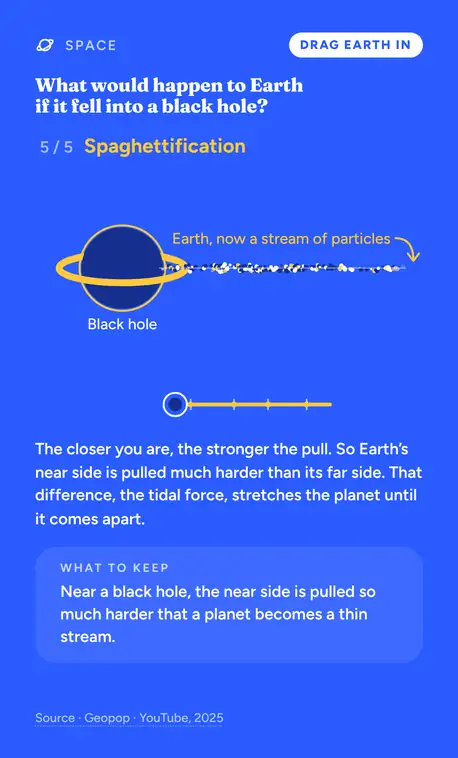 SPACE
DRAG EARTH IN
What would happen to Earth
if it fell into a black hole?
5 / 5 Spaghettification
Earth, now a stream of particles
Black hole
The closer you are, the stronger the pull. So Earth’s
near side is pulled much harder than its far side. That
difference, the tidal force, stretches the planet until
it comes apart.
WHAT TO KEEP
Near a black hole, the near side is pulled so
much harder that a planet becomes a thin
stream.
Source · Geopop · YouTube, 2025